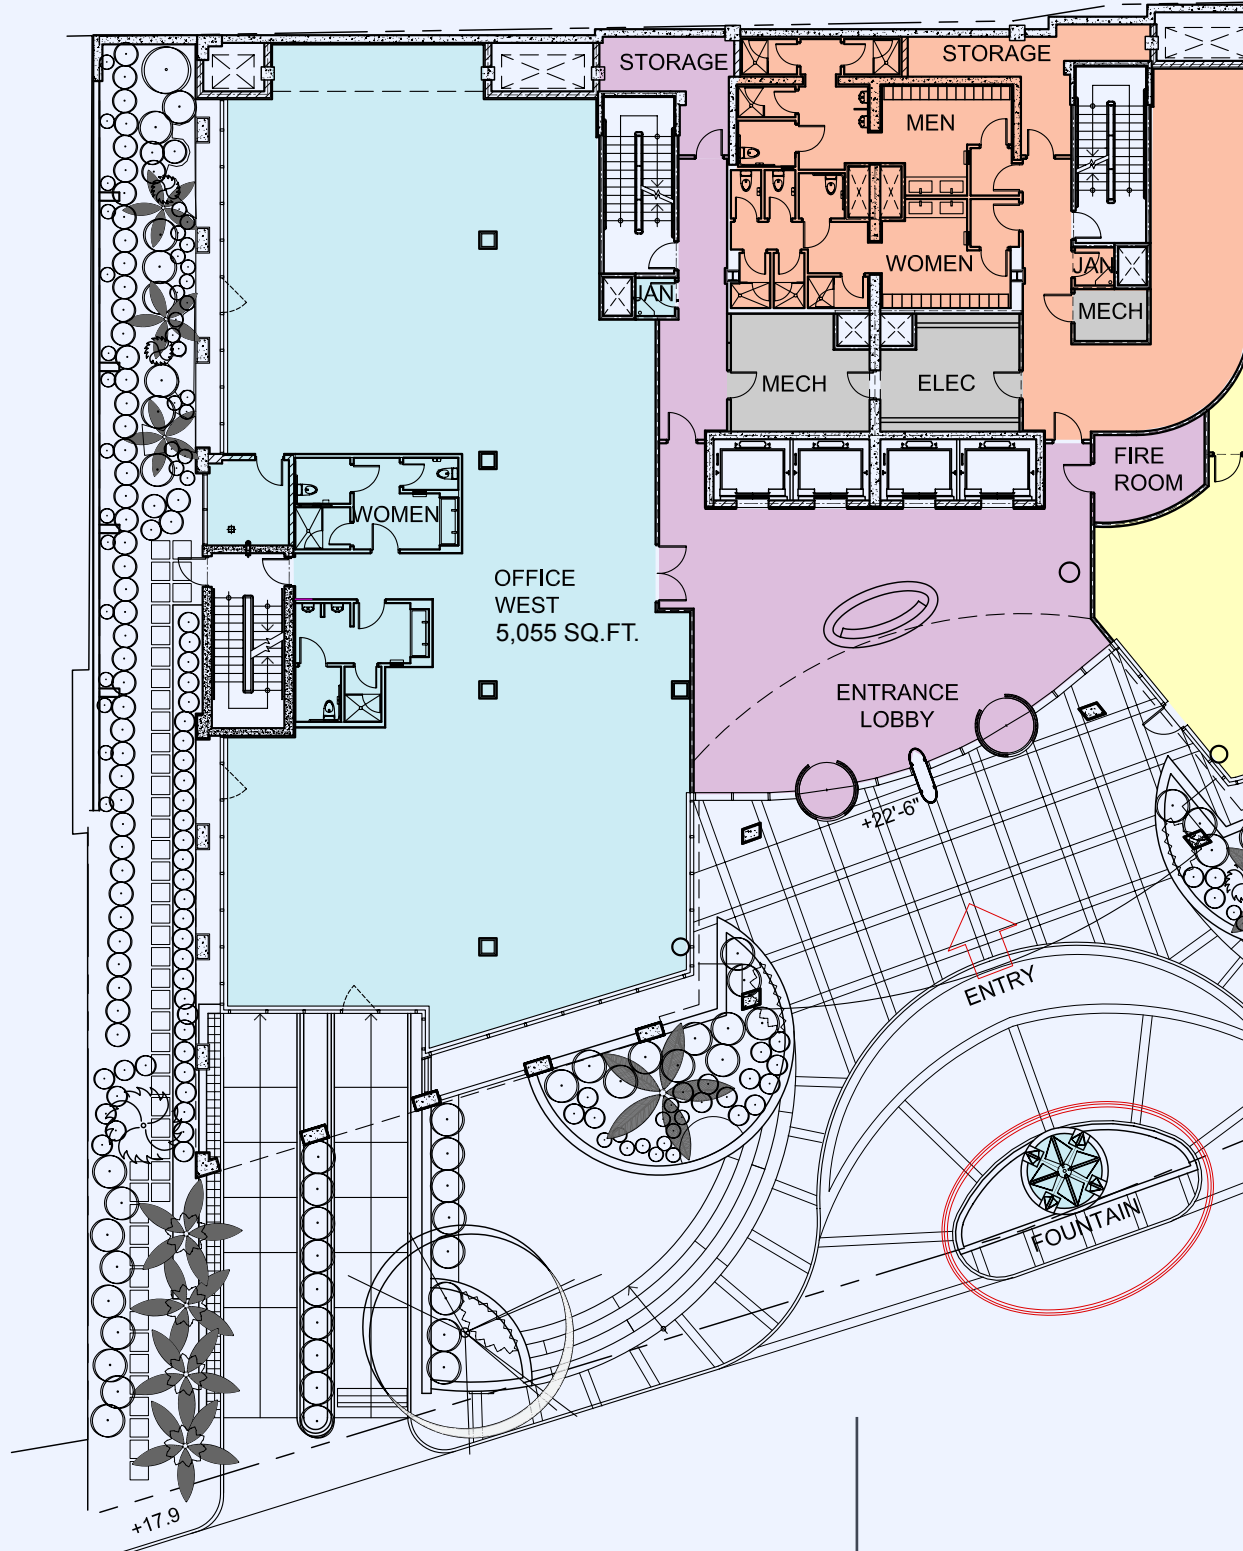 STORAGE
STORAGE
MEN
WOMEN
JAN
JAN
MECH
MECH
ELEC
FIRE
ROOM
WOMEN
OFFICE
WEST
5,055 SQ.FT.
ENTRANCE
LOBBY
+22'-6"
ENTRY
FOUNTAIN
+17.9